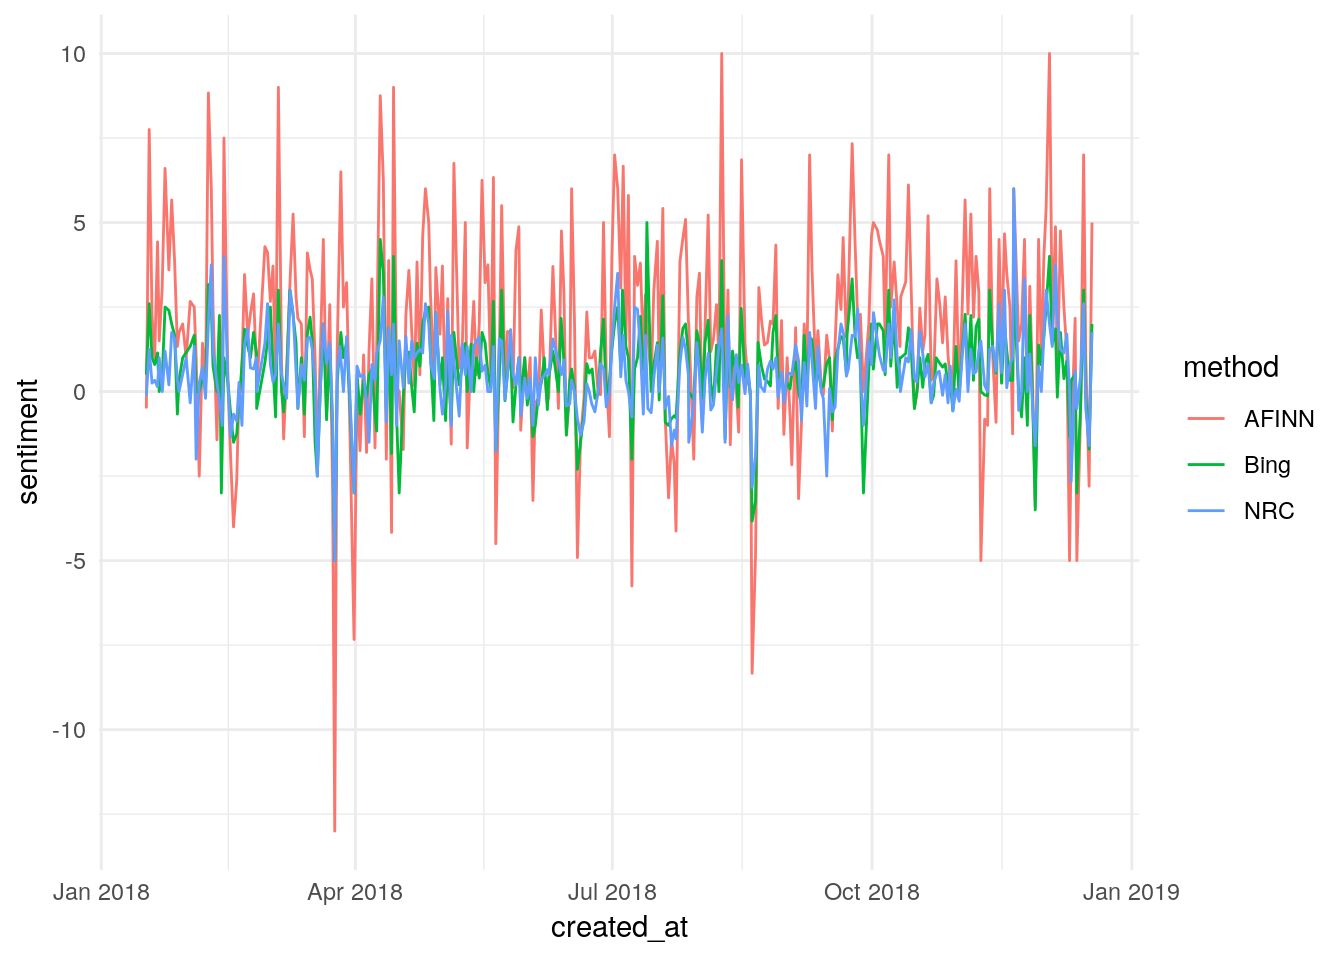 10
5
0
-5
-10
sentiment
Jan 2018
Apr 2018
Jul 2018
Oct 2018
Jan 2019
created_at
method
AFINN
Bing
NRC